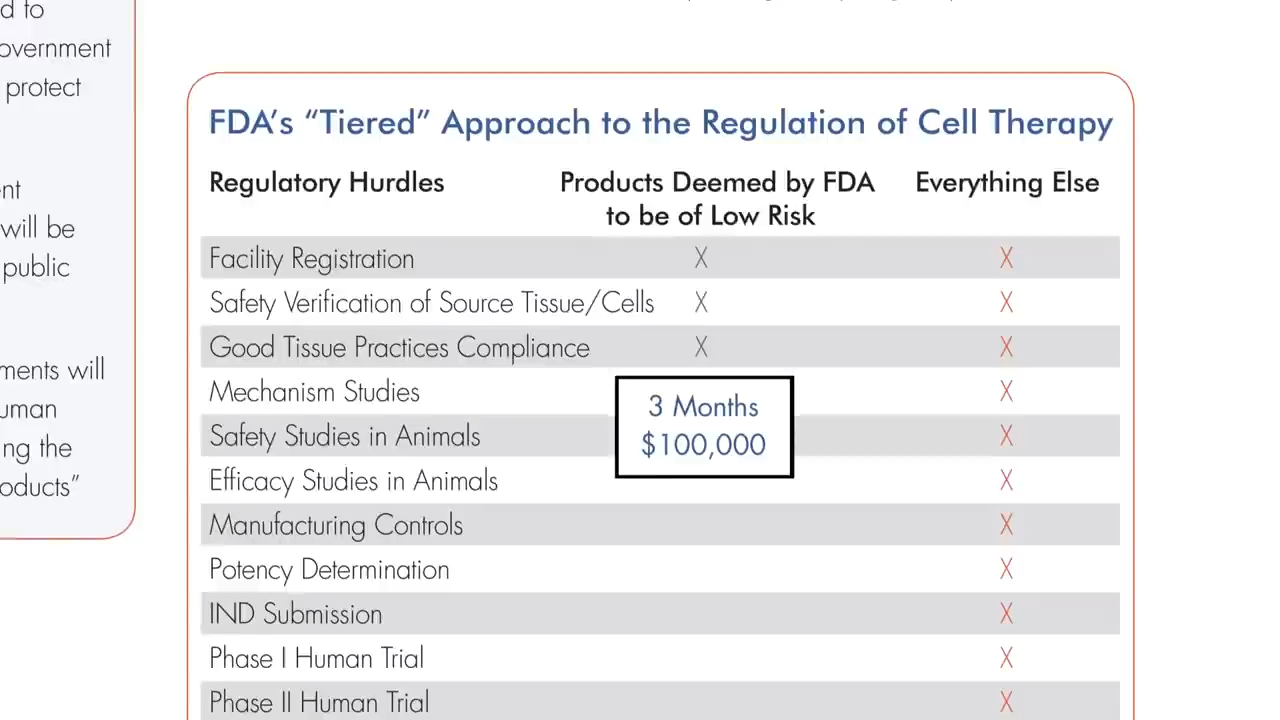 d to
overnment
protect
ent
will be
public
ments will
uman
ng the
oducts"
FDA's “Tiered” Approach to the Regulation of Cell Therapy
Regulatory Hurdles Products Deemed by FDA to be of Low Risk Everything Else
Facility Registration X X
Safety Verification of Source Tissue/Cells X X
Good Tissue Practices Compliance X X
Mechanism Studies X
3 Months
$100,000
Safety Studies in Animals X
Efficacy Studies in Animals X
Manufacturing Controls X
Potency Determination X
IND Submission X
Phase I Human Trial X
Phase II Human Trial X